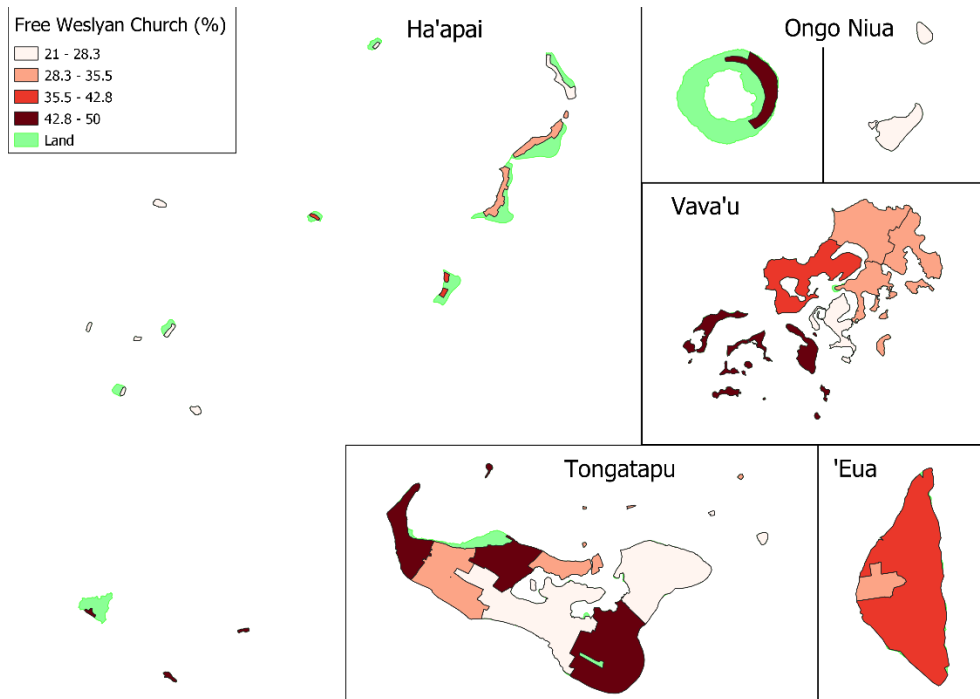 Free Weslyan Church (%)
21 - 28.3
28.3 - 35.5
35.5 - 42.8
42.8 - 50
Land
Ha'apai
Ongo Niua
Vava'u
Tongatapu
'Eua